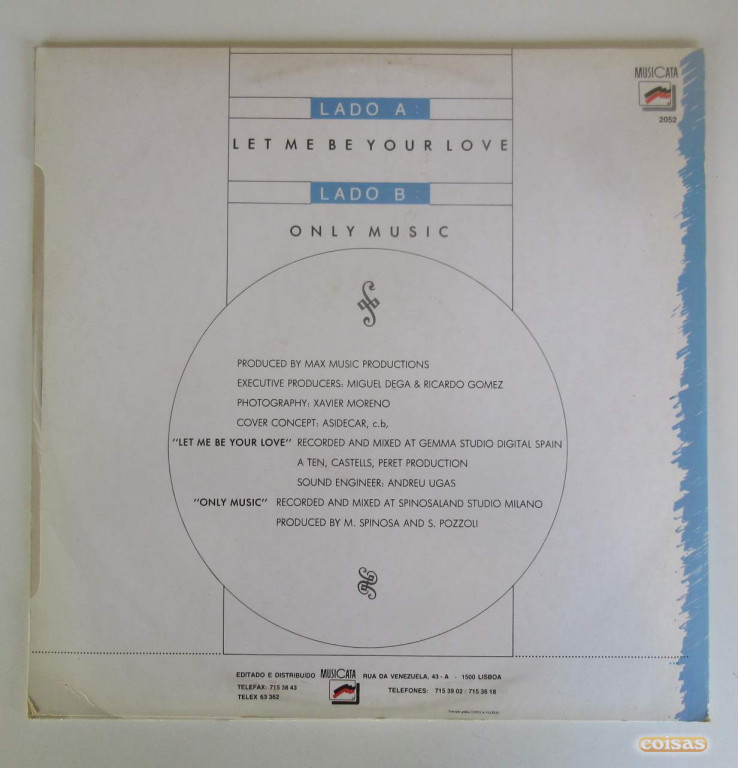 MUSICATA
2052
LADO A :
LET ME BE YOUR LOVE
LADO B :
ONLY MUSIC
PRODUCED BY MAX MUSIC PRODUCTIONS
EXECUTIVE PRODUCERS: MIGUEL DEGA & RICARDO GOMEZ
PHOTOGRAPHY: XAVIER MORENO
COVER CONCEPT: ASIDECAR, c.b,
"LET ME BE YOUR LOVE" RECORDED AND MIXED AT GEMMA STUDIO DIGITAL SPAIN
A TEN, CASTELLS, PERET PRODUCTION
SOUND ENGINEER: ANDREU UGAS
"ONLY MUSIC" RECORDED AND MIXED AT SPINOSALAND STUDIO MILANO
PRODUCED BY M. SPINOSA AND S. POZZOLI
EDITADO E DISTRIBUIDO MUSICATA RUA DA VENEZUELA, 43 - A - 1500 LISBOA
TELEFAX: 715 38 43 TELEFONES: 715 39 02 / 715 36 18
TELEX 63 362
coisas